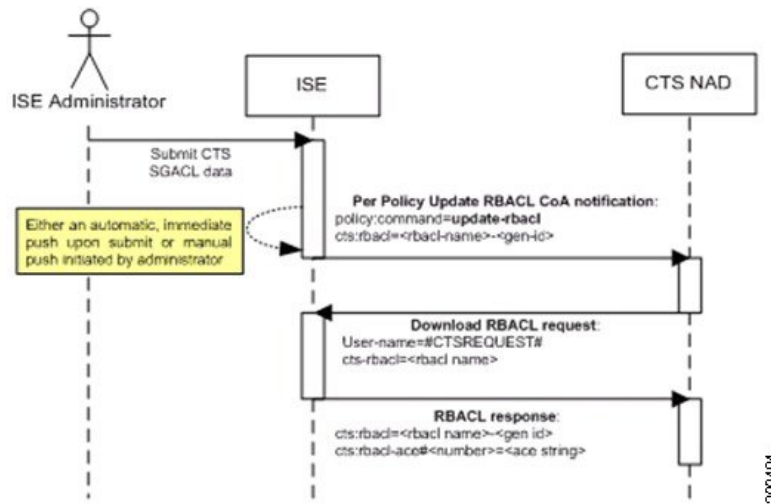 ISE Administrator
ISE
CTS NAD
Submit CTS
SGACL data
Either an automatic, immediate
push upon submit or manual
push initiated by administrator
Per Policy Update RBACL CoA notification:
policy:command=update-rbacl
cts:rbacl=<rbacl-name>-<gen-id>
Download RBACL request:
User-name=#CTSREQUEST#
cts-rbacl=<rbacl name>
RBACL response:
cts:rbacl=<rbacl name>-<gen id>
cts:rbacl-ace#<number>=<ace string>